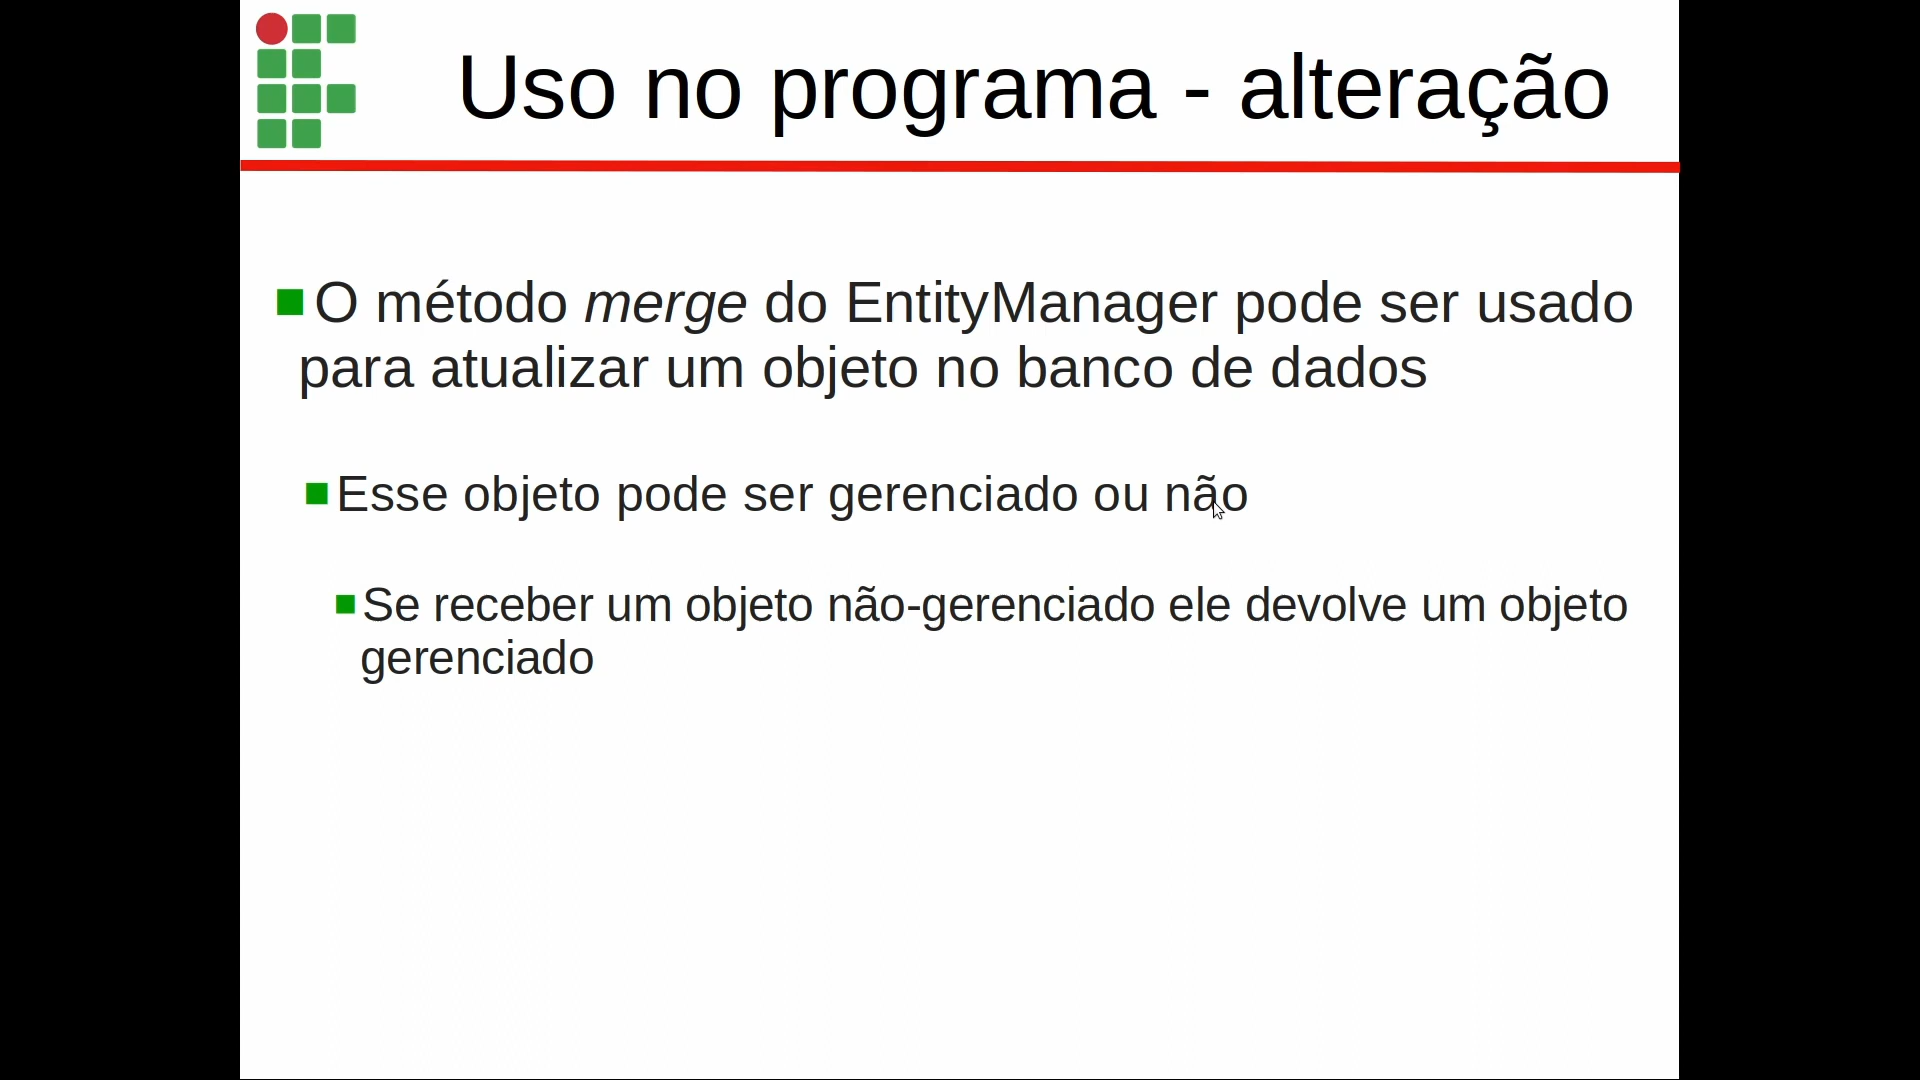 Uso no programa - alteração
O método merge do EntityManager pode ser usado
para atualizar um objeto no banco de dados
Esse objeto pode ser gerenciado ou não
Se receber um objeto não-gerenciado ele devolve um objeto
gerenciado